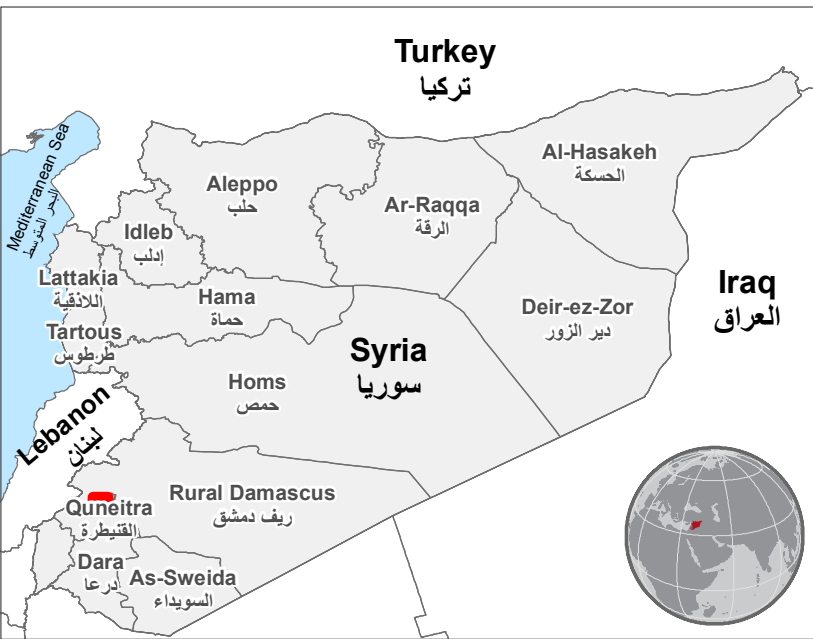 Turkey
تركيا
Mediterranean Sea
البحر المتوسط
Al-Hasakeh
الحسكة
Aleppo
حلب
Ar-Raqqa
الرقة
Idleb
إدلب
Lattakia
اللاذقية
Hama
حماة
Deir-ez-Zor
دير الزور
Iraq
العراق
Tartous
طرطوس
Syria
سوريا
Homs
حمص
Lebanon
لبنان
Rural Damascus
ريف دمشق
Quneitra
القنيطرة
Dara
درعا
As-Sweida
السويداء